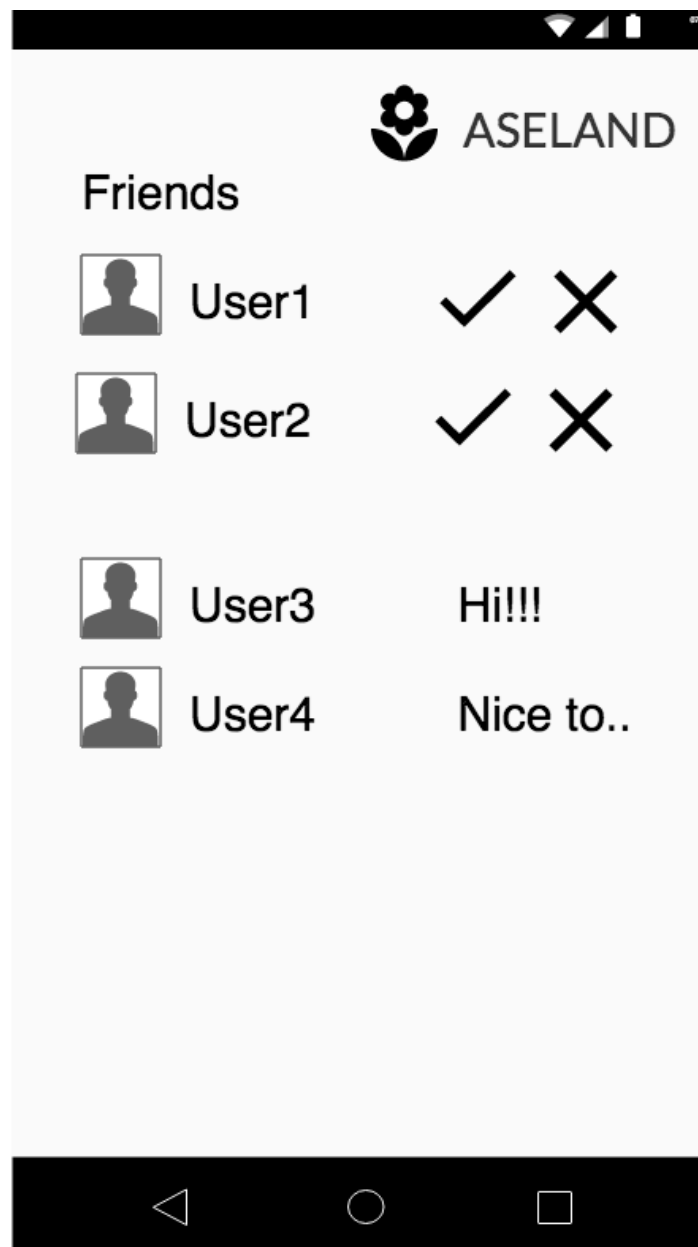 ASELAND
Friends
User1
User2
User3 Hi!!!
User4 Nice to..